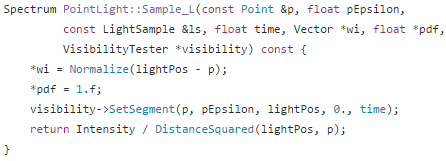 Spectrum PointLight::Sample_L(const Point &p, float pEpsilon,
        const LightSample &ls, float time, Vector *wi, float *pdf,
        VisibilityTester *visibility) const {
    *wi = Normalize(lightPos - p);
    *pdf = 1.f;
    visibility->SetSegment(p, pEpsilon, lightPos, 0., time);
    return Intensity / DistanceSquared(lightPos, p);
}